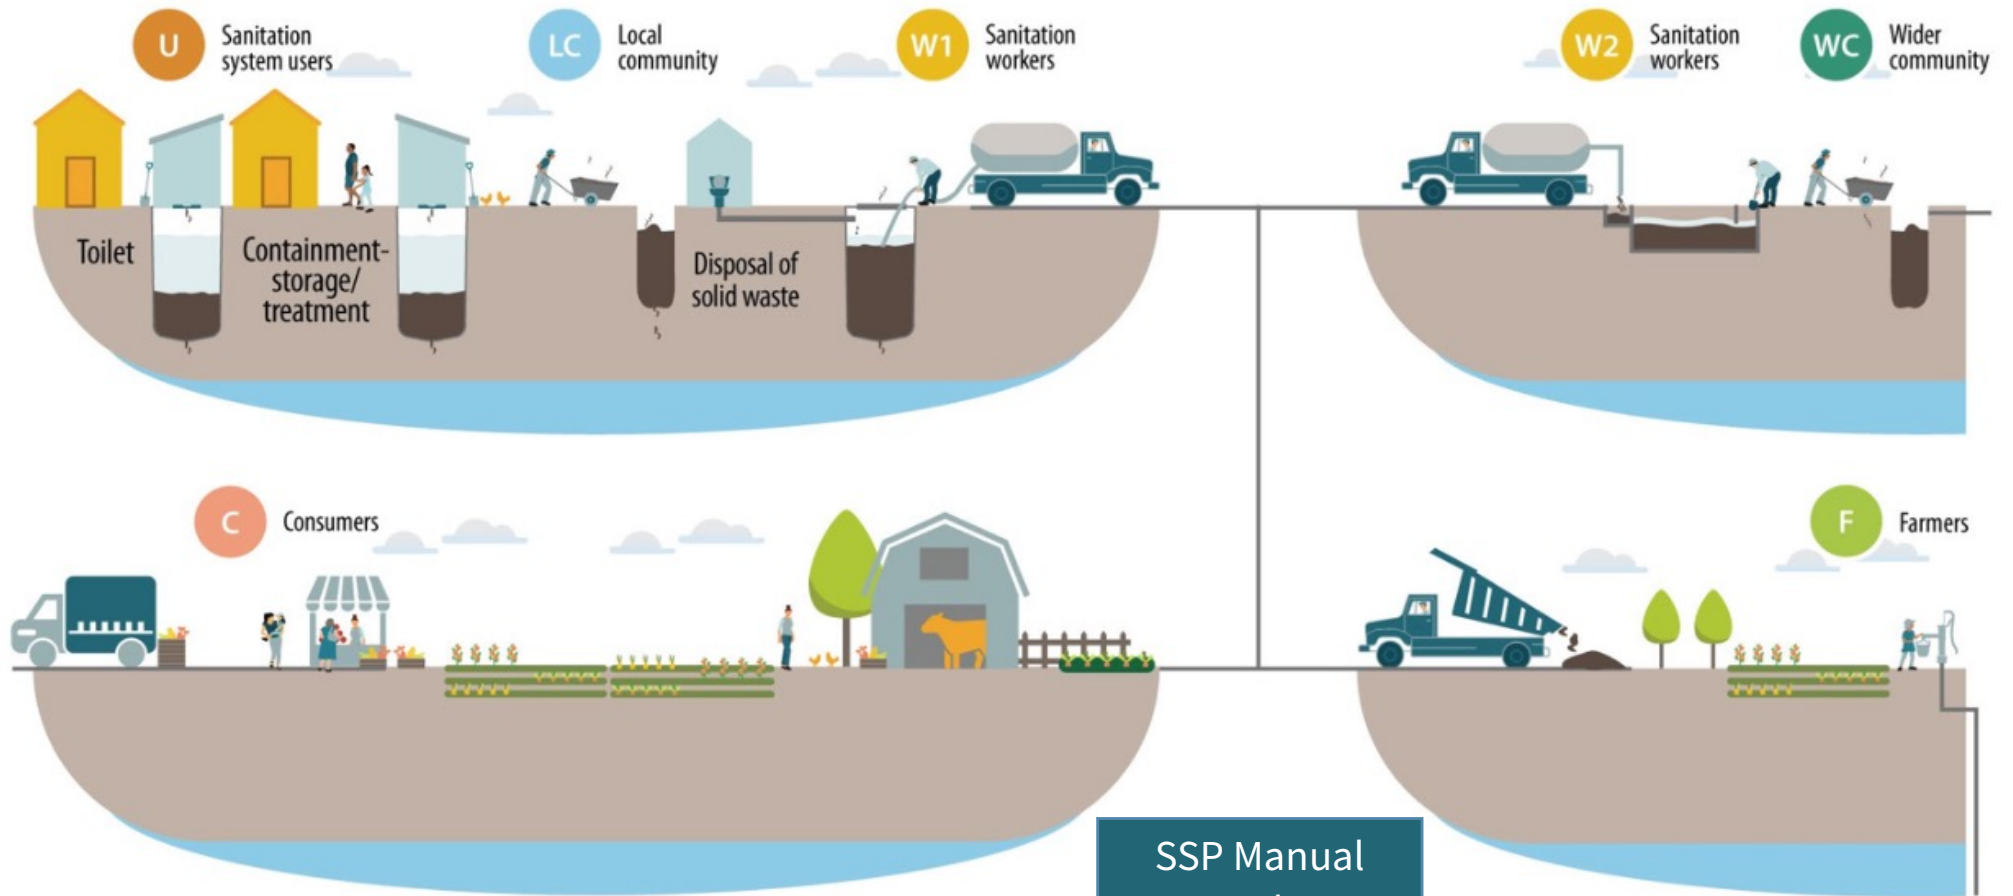 U
Sanitation
system users
LC
Local
community
W1
Sanitation
workers
W2
Sanitation
workers
WC
Wider
community
Toilet
Containment-
storage/
treatment
Disposal of
solid waste
C
Consumers
F
Farmers
SSP Manual